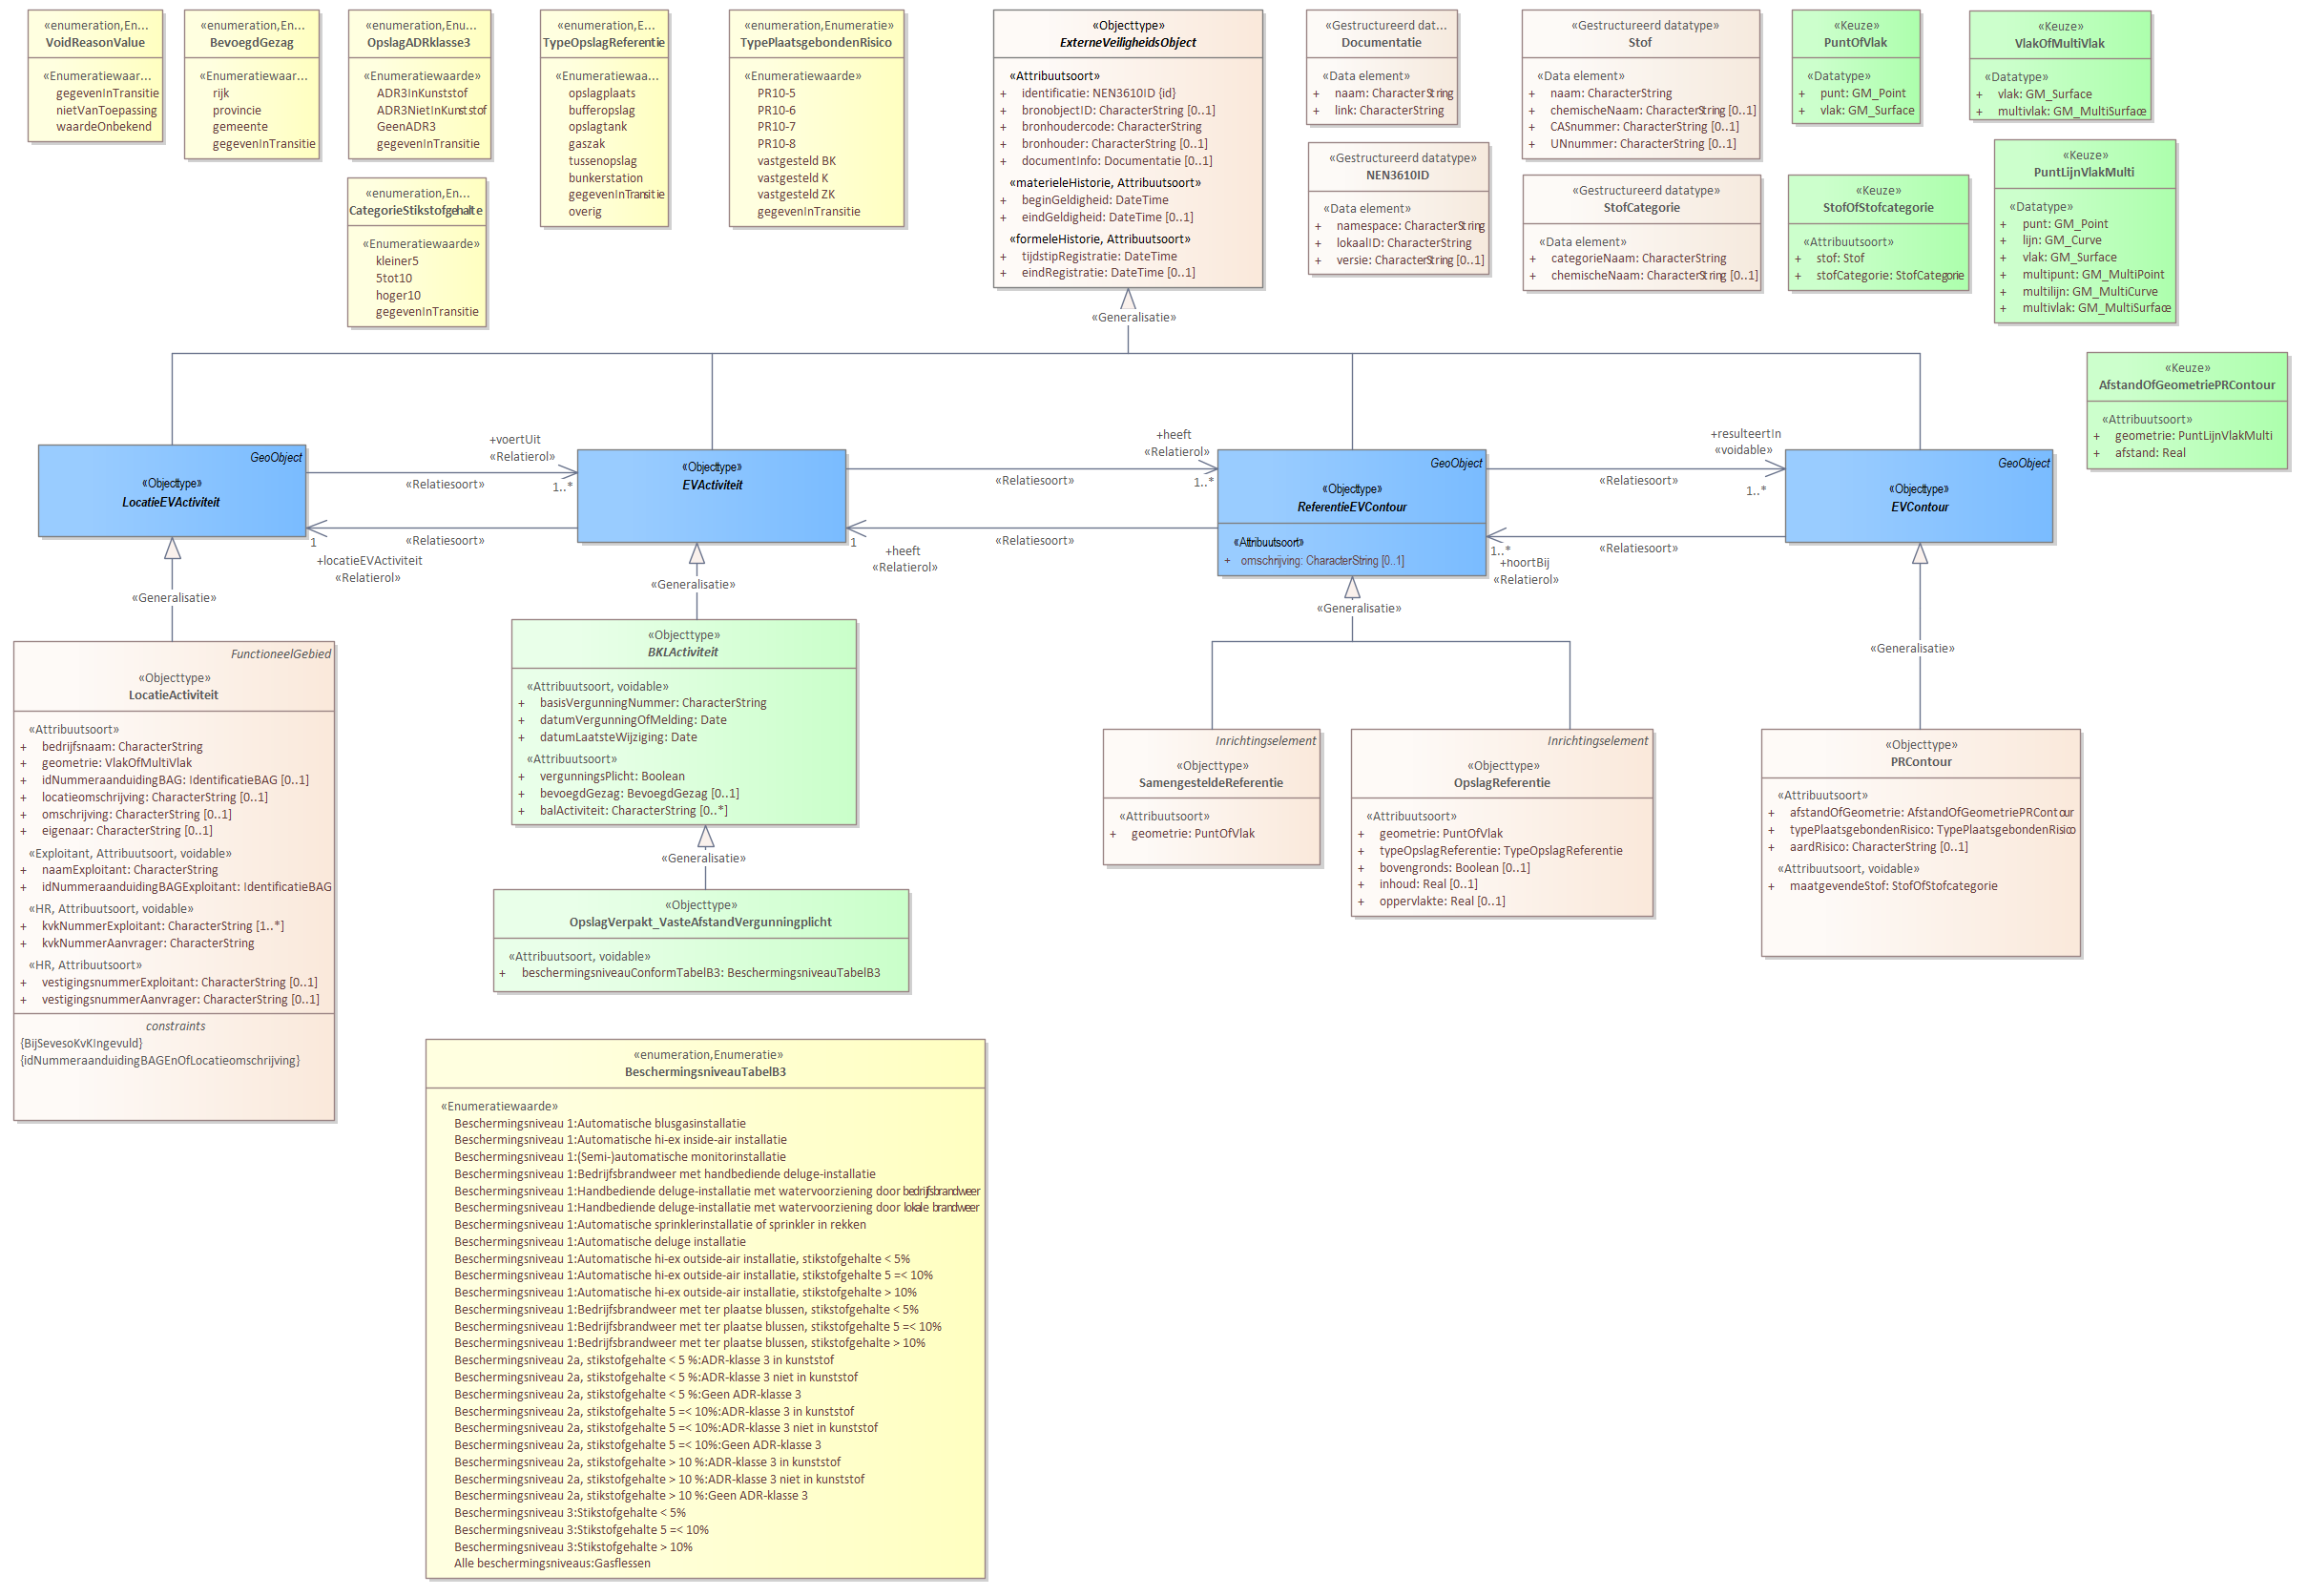 «enumeration,En...
VoidReasonValue
«Enumeratiewaar...
gegevenInTransitie
nietVanToepassing
waardeOnbekend
«enumeration,En...
BevoegdGezag
«Enumeratiewaar...
rijk
provincie
gemeente
gegevenInTransitie
«enumeration,Enu...
OpslagADRklasse3
«Enumeratiewaarde»
ADR3InKunststof
ADR3NietInKunststof
GeenADR3
gegevenInTransitie
«enumeration,En...
CategorieStikstofgehalte
«Enumeratiewaarde»
kleiner5
5tot10
hoger10
gegevenInTransitie
«enumeration,E...
TypeOpslagReferentie
«Enumeratiewaa...
opslagplaats
bufferopslag
opslagtank
gaszak
tussenopslag
bunkerstation
gegevenInTransitie
overig
«enumeration,Enumeratie»
TypePlaatsgebondenRisico
«Enumeratiewaarde»
PR10-5
PR10-6
PR10-7
PR10-8
vastgesteld BK
vastgesteld K
vastgesteld ZK
gegevenInTransitie
«Objecttype»
ExterneVeiligheidsObject
«Attribuutsoort»
+ identificatie: NEN3610ID {id}
+ bronobjectID: CharacterString [0..1]
+ bronhoudercode: CharacterString
+ bronhouder: CharacterString [0..1]
+ documentInfo: Documentatie [0..1]
«materieleHistorie, Attribuutsoort»
+ beginGeldigheid: DateTime
+ eindGeldigheid: DateTime [0..1]
«formeleHistorie, Attribuutsoort»
+ tijdstipRegistratie: DateTime
+ eindRegistratie: DateTime [0..1]
«Gestructureerd dat...
Documentatie
«Data element»
+ naam: CharacterString
+ link: CharacterString
«Gestructureerd datatype»
NEN3610ID
«Data element»
+ namespace: CharacterString
+ lokaalID: CharacterString
+ versie: CharacterString [0..1]
«Gestructureerd datatype»
Stof
«Data element»
+ naam: CharacterString
+ chemischeNaam: CharacterString [0..1]
+ CASnummer: CharacterString [0..1]
+ UNnummer: CharacterString [0..1]
«Gestructureerd datatype»
StofCategorie
«Data element»
+ categorieNaam: CharacterString
+ chemischeNaam: CharacterString [0..1]
«Keuze»
PuntOfVlak
«Datatype»
+ punt: GM_Point
+ vlak: GM_Surface
«Keuze»
StofOfStofcategorie
«Attribuutsoort»
+ stof: Stof
+ stofCategorie: StofCategorie
«Keuze»
VlakOfMultiVlak
«Datatype»
+ vlak: GM_Surface
+ multivlak: GM_MultiSurface
«Keuze»
PuntLijnVlakMulti
«Datatype»
+ punt: GM_Point
+ lijn: GM_Curve
+ vlak: GM_Surface
+ multipunt: GM_MultiPoint
+ multilijn: GM_MultiCurve
+ multivlak: GM_MultiSurface
«Keuze»
AfstandOfGeometriePRContour
«Attribuutsoort»
+ geometrie: PuntLijnVlakMulti
+ afstand: Real
«Generalisatie»
GeoObject
«Objecttype»
LocatieEVActiviteit
+voertUit
«Relatierol»
«Relatiesoort»
1..*
«Relatiesoort»
1
+locatieEVActiviteit
«Relatierol»
«Objecttype»
EVActiviteit
+heeft
«Relatierol»
«Relatiesoort»
1..*
«Relatiesoort»
1
+heeft
«Relatierol»
GeoObject
«Objecttype»
ReferentieEVContour
«Attribuutsoort»
+ omschrijving: CharacterString [0..1]
+resulteertIn
«voidable»
«Relatiesoort»
1..*
«Relatiesoort»
1..*
+hoortBij
«Relatierol»
GeoObject
«Objecttype»
EVContour
«Generalisatie»
«Generalisatie»
«Generalisatie»
«Generalisatie»
FunctioneelGebied
«Objecttype»
LocatieActiviteit
«Attribuutsoort»
+ bedrijfsnaam: CharacterString
+ geometrie: VlakOfMultiVlak
+ idNummeraanduidingBAG: IdentificatieBAG [0..1]
+ locatieomschrijving: CharacterString [0..1]
+ omschrijving: CharacterString [0..1]
+ eigenaar: CharacterString [0..1]
«Exploitant, Attribuutsoort, voidable»
+ naamExploitant: CharacterString
+ idNummeraanduidingBAGExploitant: IdentificatieBAG
«HR, Attribuutsoort, voidable»
+ kvkNummerExploitant: CharacterString [1..*]
+ kvkNummerAanvrager: CharacterString
«HR, Attribuutsoort»
+ vestigingsnummerExploitant: CharacterString [0..1]
+ vestigingsnummerAanvrager: CharacterString [0..1]
constraints
{BijSevesoKvKIngevuld}
{idNummeraanduidingBAGEnOfLocatieomschrijving}
«Objecttype»
BKLActiviteit
«Attribuutsoort, voidable»
+ basisVergunningNummer: CharacterString
+ datumVergunningOfMelding: Date
+ datumLaatsteWijziging: Date
«Attribuutsoort»
+ vergunningsPlicht: Boolean
+ bevoegdGezag: BevoegdGezag [0..1]
+ balActiviteit: CharacterString [0..*]
«Generalisatie»
«Objecttype»
OpslagVerpakt_VasteAfstandVergunningplicht
«Attribuutsoort, voidable»
+ beschermingsniveauConformTabelB3: BeschermingsniveauTabelB3
Inrichtingselement
«Objecttype»
SamengesteldeReferentie
«Attribuutsoort»
+ geometrie: PuntOfVlak
Inrichtingselement
«Objecttype»
OpslagReferentie
«Attribuutsoort»
+ geometrie: PuntOfVlak
+ typeOpslagReferentie: TypeOpslagReferentie
+ bovengronds: Boolean [0..1]
+ inhoud: Real [0..1]
+ oppervlakte: Real [0..1]
«Objecttype»
PRContour
«Attribuutsoort»
+ afstandOfGeometrie: AfstandOfGeometriePRContour
+ typePlaatsgebondenRisico: TypePlaatsgebondenRisico
+ aardRisico: CharacterString [0..1]
«Attribuutsoort, voidable»
+ maatgevendeStof: StofOfStofcategorie
«enumeration,Enumeratie»
BeschermingsniveauTabelB3
«Enumeratiewaarde»
Beschermingsniveau 1:Automatische blusgasinstallatie
Beschermingsniveau 1:Automatische hi-ex inside-air installatie
Beschermingsniveau 1:(Semi-)automatische monitorinstallatie
Beschermingsniveau 1:Bedrijfsbrandweer met handbediende deluge-installatie
Beschermingsniveau 1:Handbediende deluge-installatie met watervoorziening door bedrijfsbrandweer
Beschermingsniveau 1:Handbediende deluge-installatie met watervoorziening door lokale brandweer
Beschermingsniveau 1:Automatische sprinklerinstallatie of sprinkler in rekken
Beschermingsniveau 1:Automatische deluge installatie
Beschermingsniveau 1:Automatische hi-ex outside-air installatie, stikstofgehalte < 5%
Beschermingsniveau 1:Automatische hi-ex outside-air installatie, stikstofgehalte 5 =< 10%
Beschermingsniveau 1:Automatische hi-ex outside-air installatie, stikstofgehalte > 10%
Beschermingsniveau 1:Bedrijfsbrandweer met ter plaatse blussen, stikstofgehalte < 5%
Beschermingsniveau 1:Bedrijfsbrandweer met ter plaatse blussen, stikstofgehalte 5 =< 10%
Beschermingsniveau 1:Bedrijfsbrandweer met ter plaatse blussen, stikstofgehalte > 10%
Beschermingsniveau 2a, stikstofgehalte < 5 %:ADR-klasse 3 in kunststof
Beschermingsniveau 2a, stikstofgehalte < 5 %:ADR-klasse 3 niet in kunststof
Beschermingsniveau 2a, stikstofgehalte < 5 %:Geen ADR-klasse 3
Beschermingsniveau 2a, stikstofgehalte 5 =< 10%:ADR-klasse 3 in kunststof
Beschermingsniveau 2a, stikstofgehalte 5 =< 10%:ADR-klasse 3 niet in kunststof
Beschermingsniveau 2a, stikstofgehalte 5 =< 10%:Geen ADR-klasse 3
Beschermingsniveau 2a, stikstofgehalte > 10 %:ADR-klasse 3 in kunststof
Beschermingsniveau 2a, stikstofgehalte > 10 %:ADR-klasse 3 niet in kunststof
Beschermingsniveau 2a, stikstofgehalte > 10 %:Geen ADR-klasse 3
Beschermingsniveau 3:Stikstofgehalte < 5%
Beschermingsniveau 3:Stikstofgehalte 5 =< 10%
Beschermingsniveau 3:Stikstofgehalte > 10%
Alle beschermingsniveaus:Gasflessen